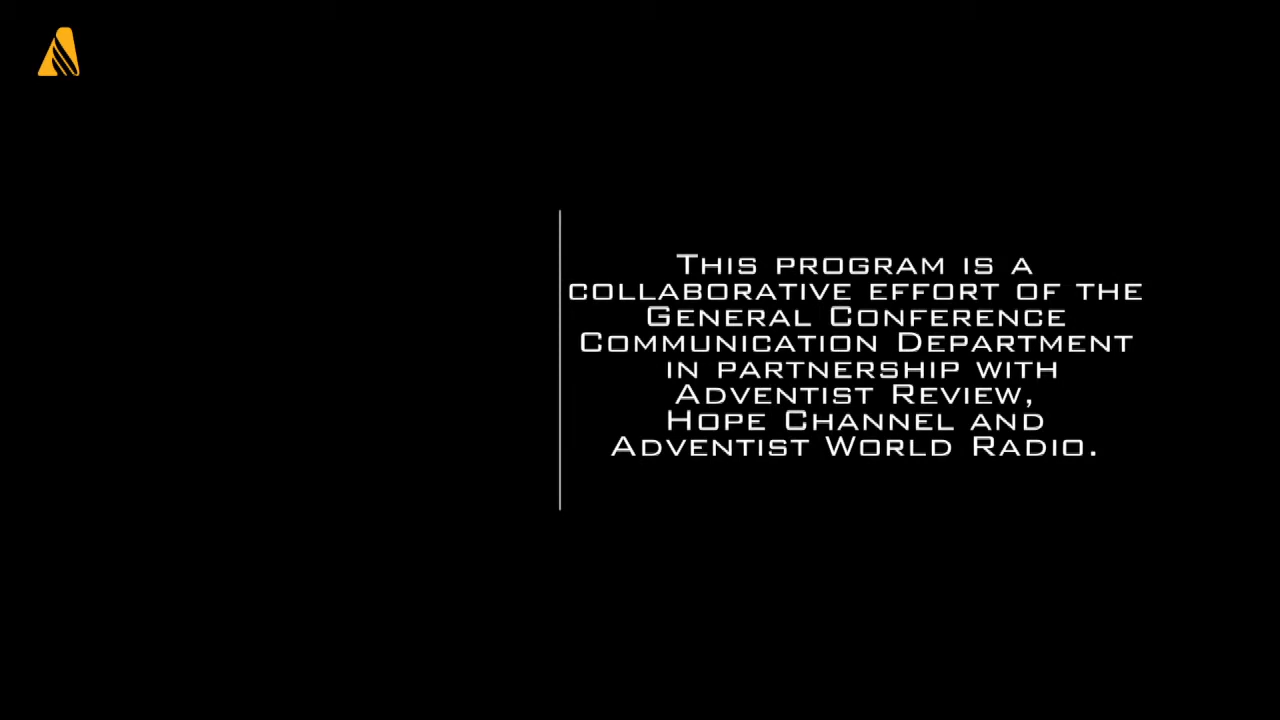 This program is a
collaborative effort of the
General Conference
Communication Department
in partnership with
Adventist Review,
Hope Channel and
Adventist World Radio.